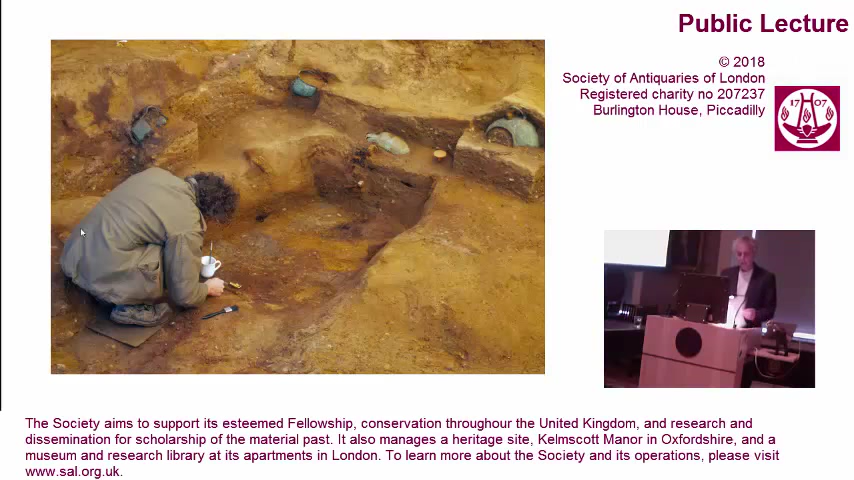 Public Lecture
© 2018
Society of Antiquaries of London
Registered charity no 207237
Burlington House, Piccadilly
1707
The Society aims to support its esteemed Fellowship, conservation throughour the United Kingdom, and research and
dissemination for scholarship of the material past. It also manages a heritage site, Kelmscott Manor in Oxfordshire, and a
museum and research library at its apartments in London. To learn more about the Society and its operations, please visit
www.sal.org.uk.